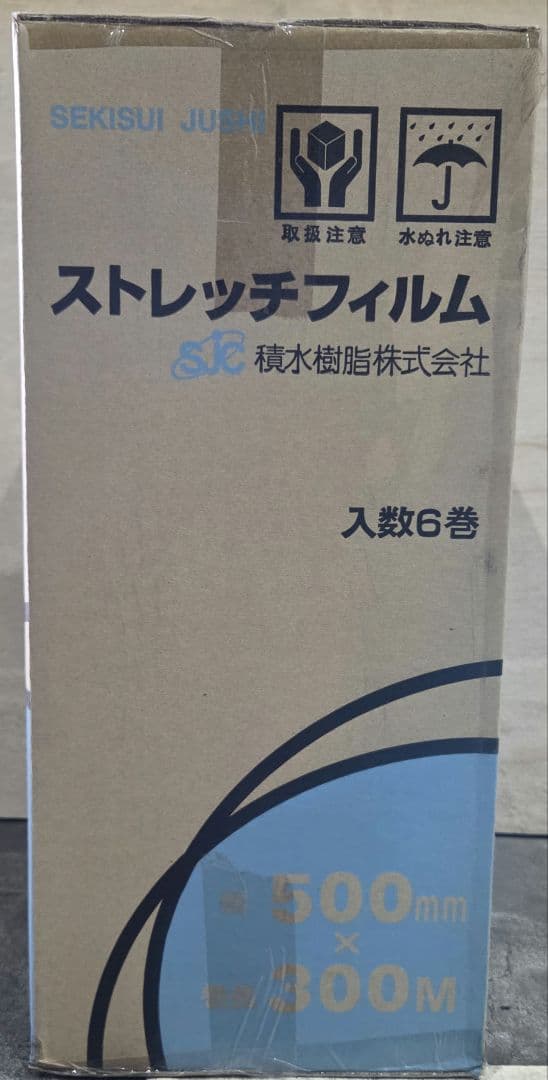 SEKISUI JUSHI
取扱注意
水ぬれ注意
ストレッチフィルム
SJC 積水樹脂株式会社
入数6巻
500mm
×
300M